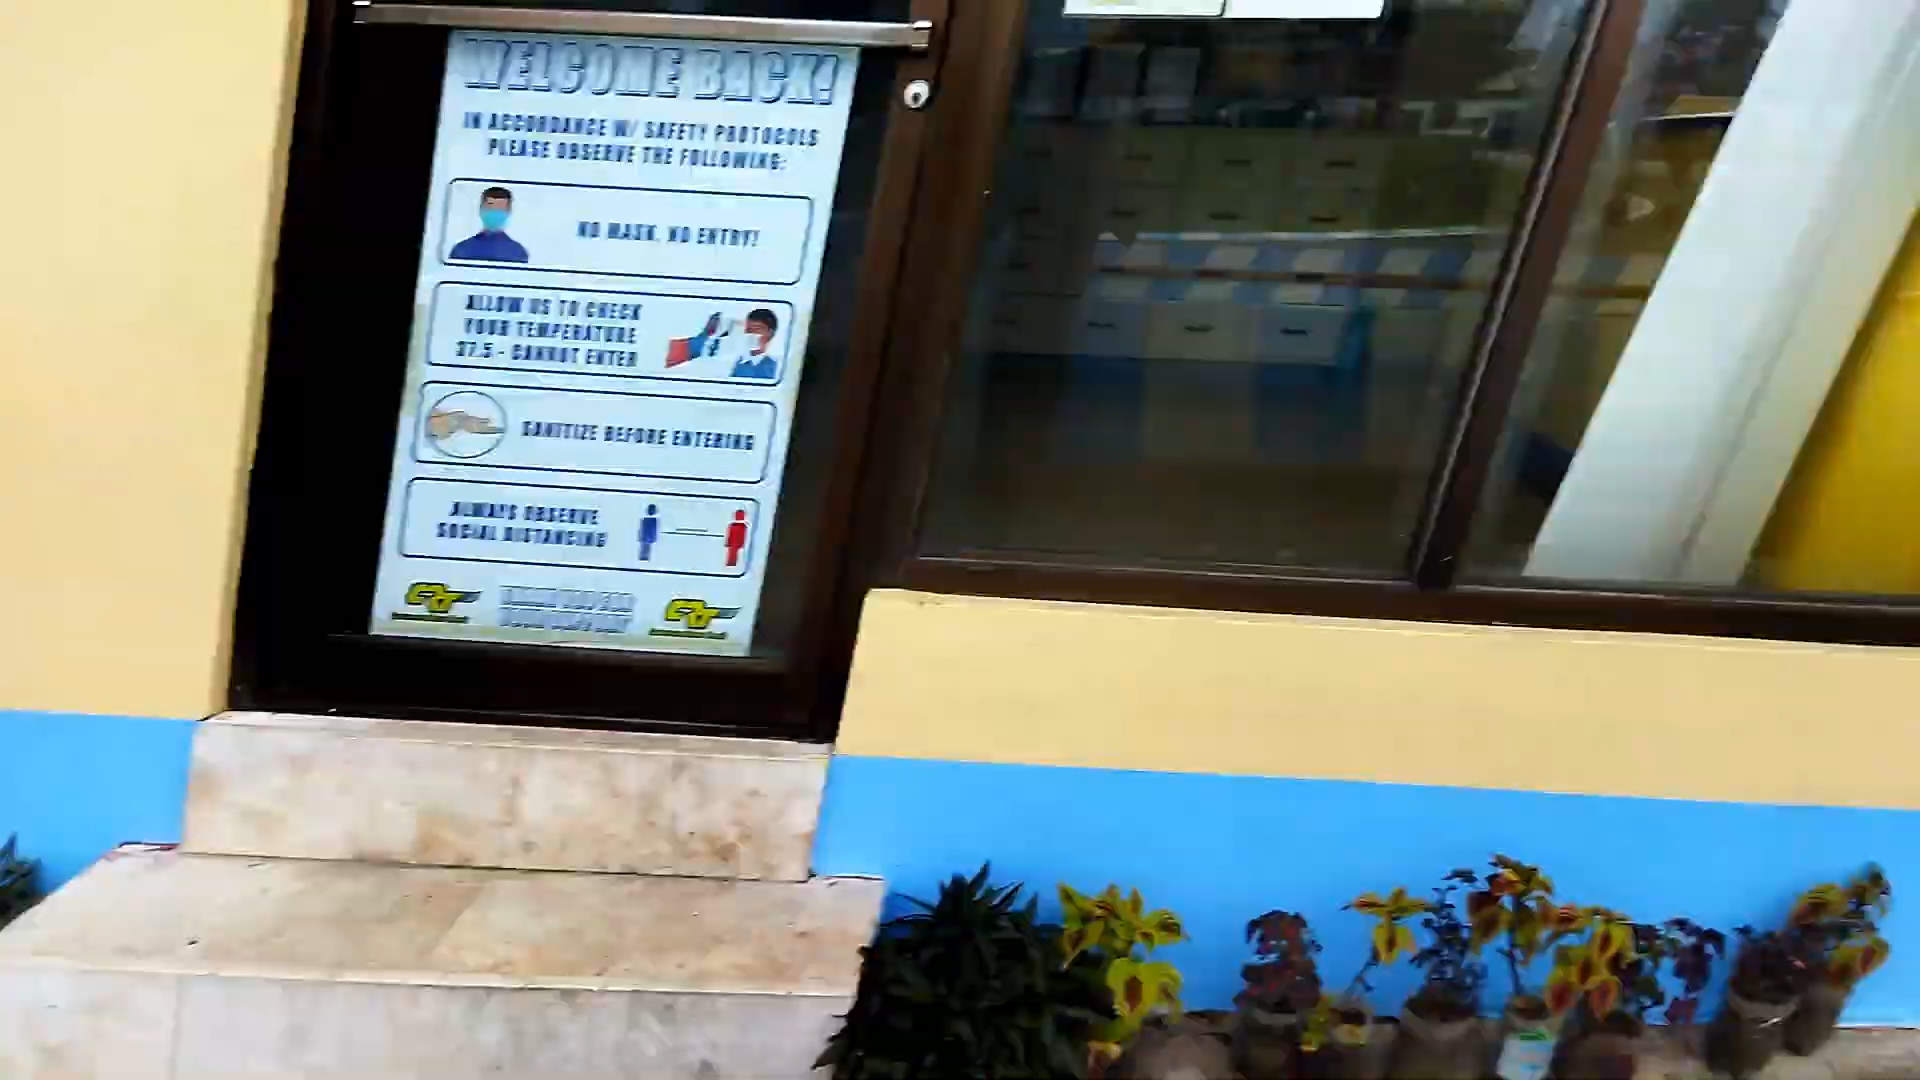 WELCOME BACK!
IN ACCORDANCE W/ SAFETY PROTOCOLS
PLEASE OBSERVE THE FOLLOWING:
NO MASK, NO ENTRY!
ALLOW US TO CHECK
YOUR TEMPERATURE
37.5 - CANNOT ENTER
SANITIZE BEFORE ENTERING
ALWAYS OBSERVE
SOCIAL DISTANCING